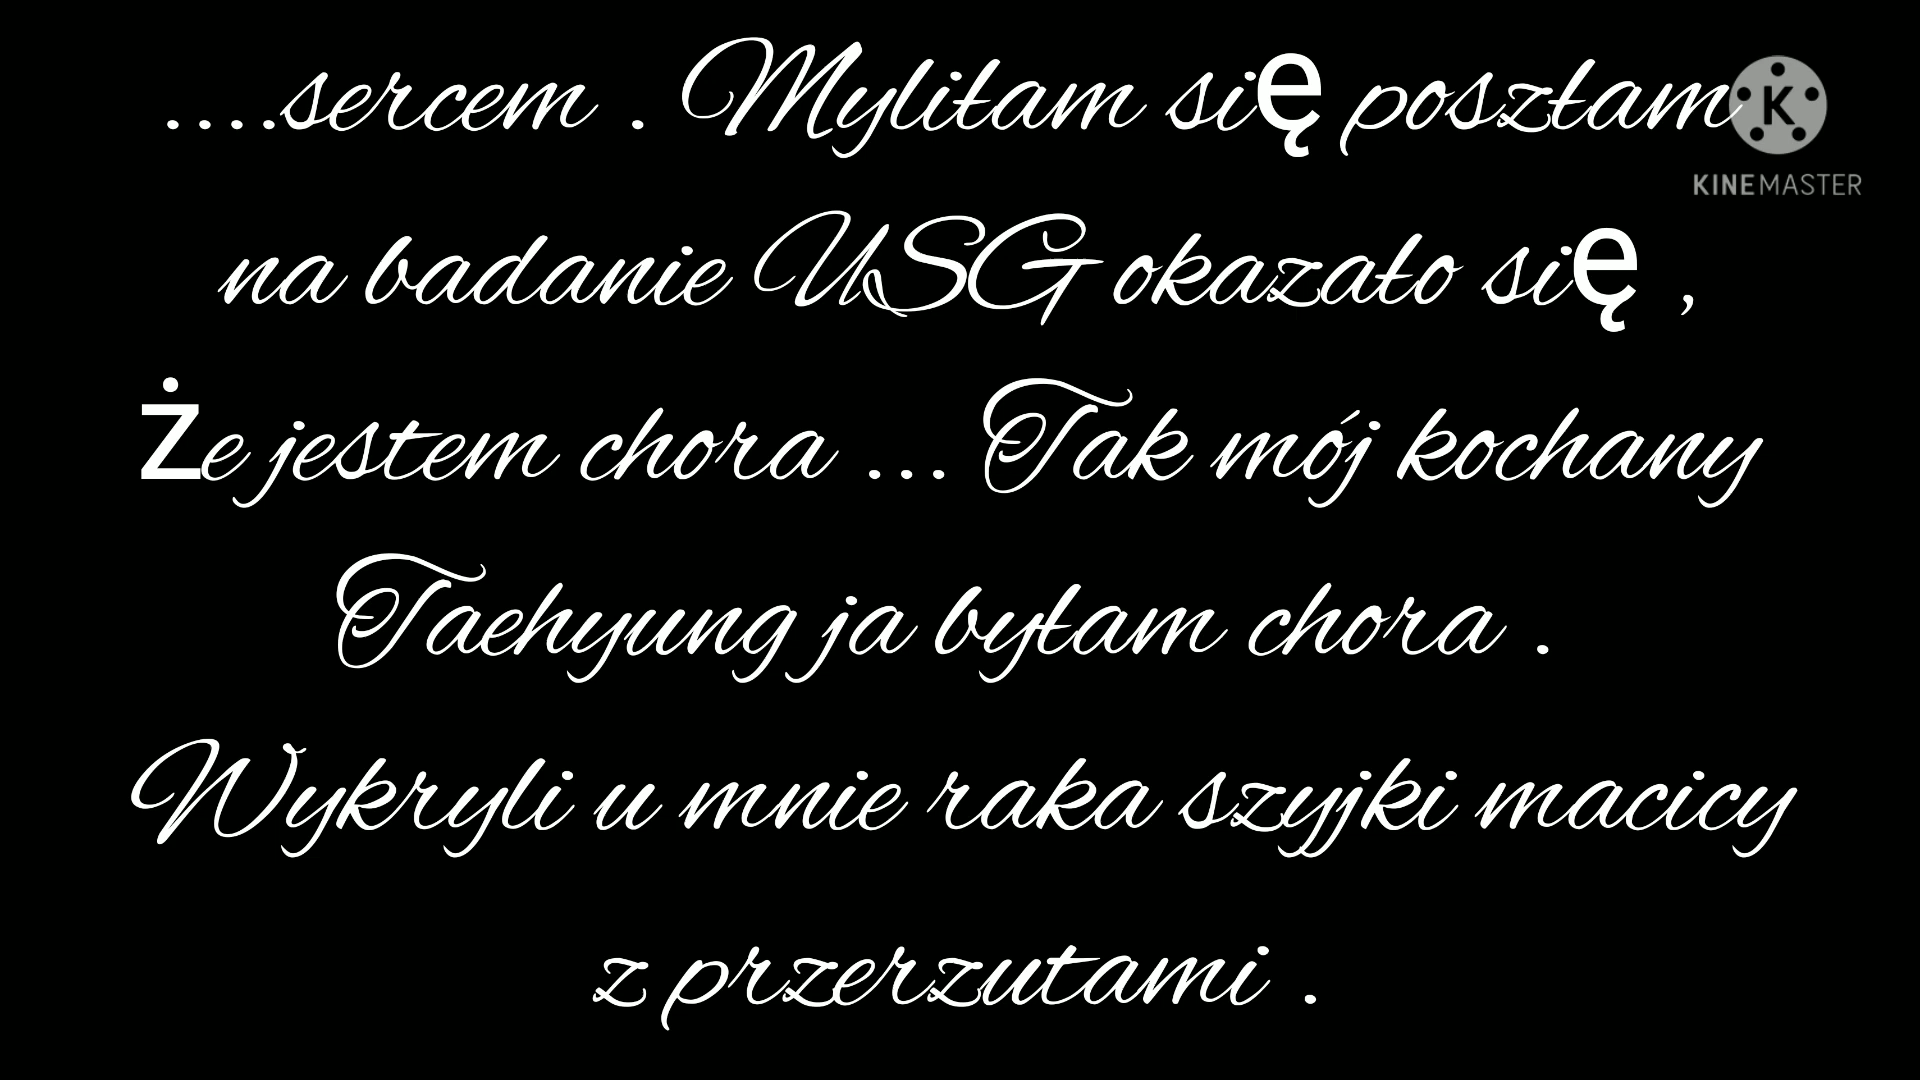 ....sercem . Myliłam się poszłam
K
KINEMASTER
na badanie USG okazało się ,
że jestem chora ... Tak mój kochany
Taehyung ja byłam chora .
Wykryli u mnie raka szyjki macicy
z przerzutami .